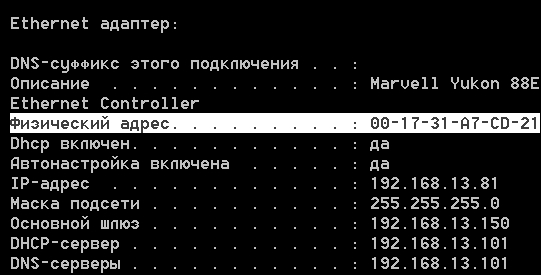 Ethernet адаптер:
DNS-суффикс этого подключения . . :
Описание . . . . . . . . . . . . : Marvell Yukon 88E
Ethernet Controller
Физический адрес. . . . . . . . . : 00-17-31-A7-CD-21
Dhcp включен. . . . . . . . . . . : да
Автонастройка включена . . . . . : да
IP-адрес . . . . . . . . . . . . : 192.168.13.81
Маска подсети . . . . . . . . . . : 255.255.255.0
Основной шлюз . . . . . . . . . . : 192.168.13.150
DHCP-сервер . . . . . . . . . . . : 192.168.13.101
DNS-серверы . . . . . . . . . . . : 192.168.13.101